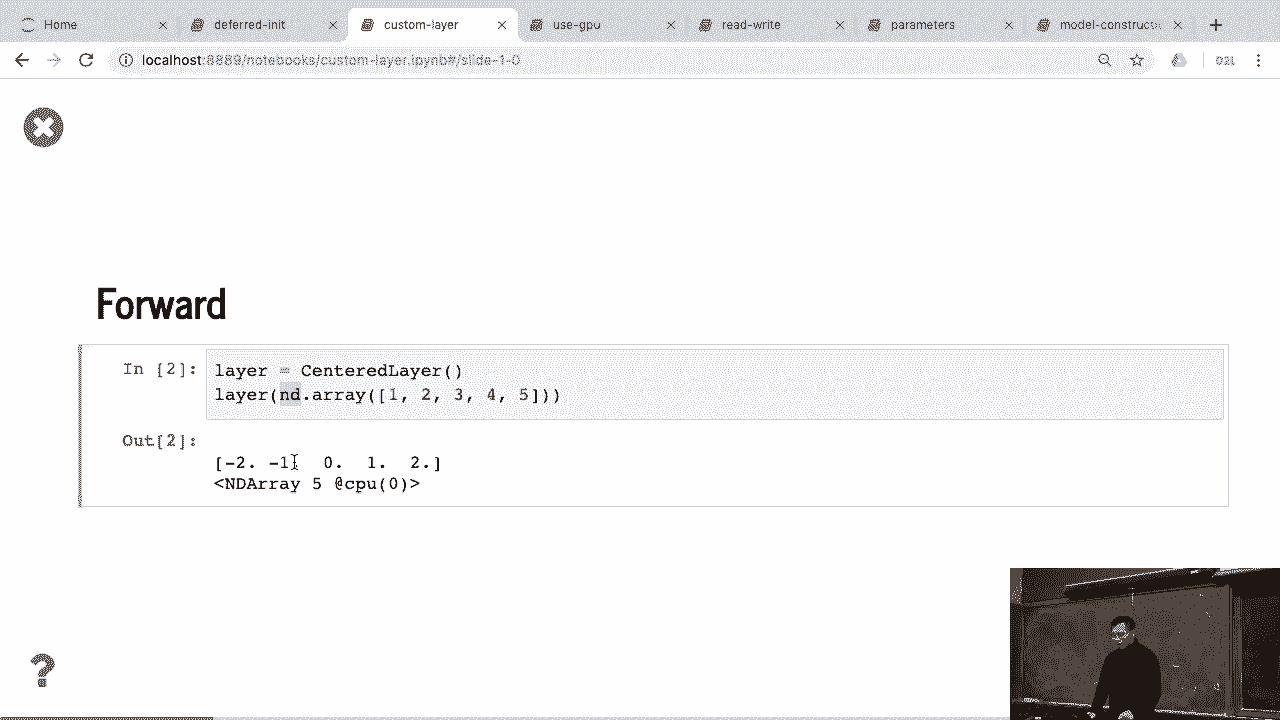 Home
deferred-init
custom-layer
use-gpu
read-write
parameters
model-construct
localhost:8889/notebooks/custom-layer.ipynb#/slide-1-0
D2L
Forward
In [2]:
layer = CenteredLayer()
layer(nd.array([1, 2, 3, 4, 5]))
Out[2]:
[-2. -1. 0. 1. 2.]
<NDArray 5 @cpu(0)>
?